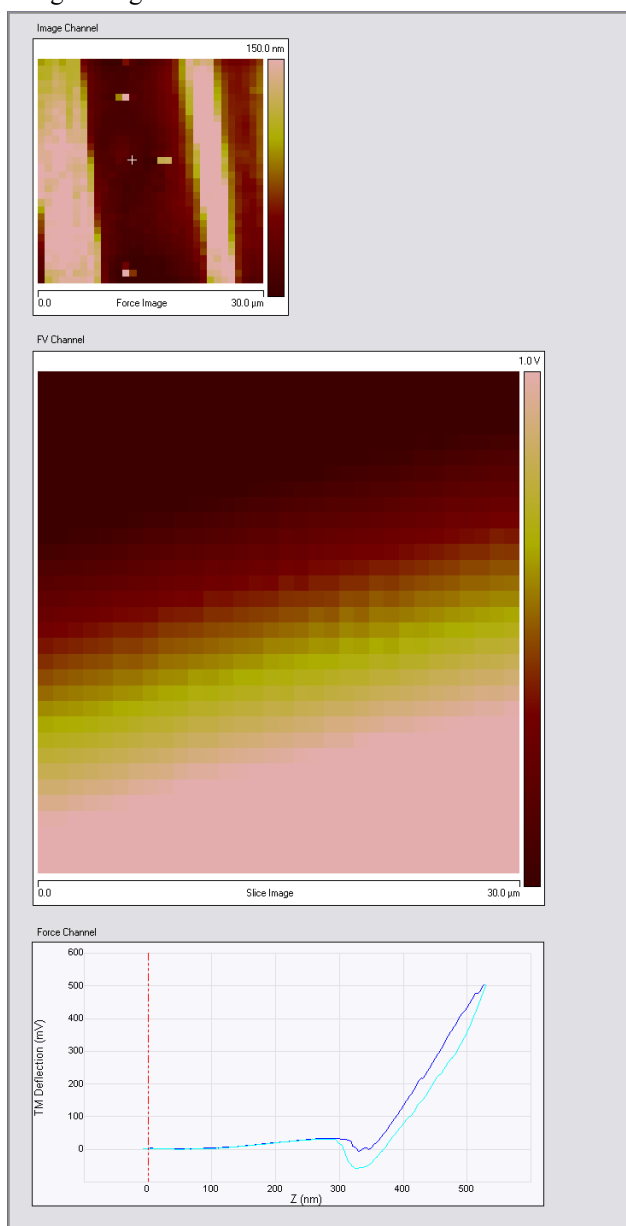 Image Channel
150.0 nm
0.0 Force Image 30.0 µm
FV Channel
1.0 V
0.0 Slice Image 30.0 µm
Force Channel
600
500
400
300
200
100
0
TM Deflection (mV)
0 100 200 300 400 500
Z (nm)